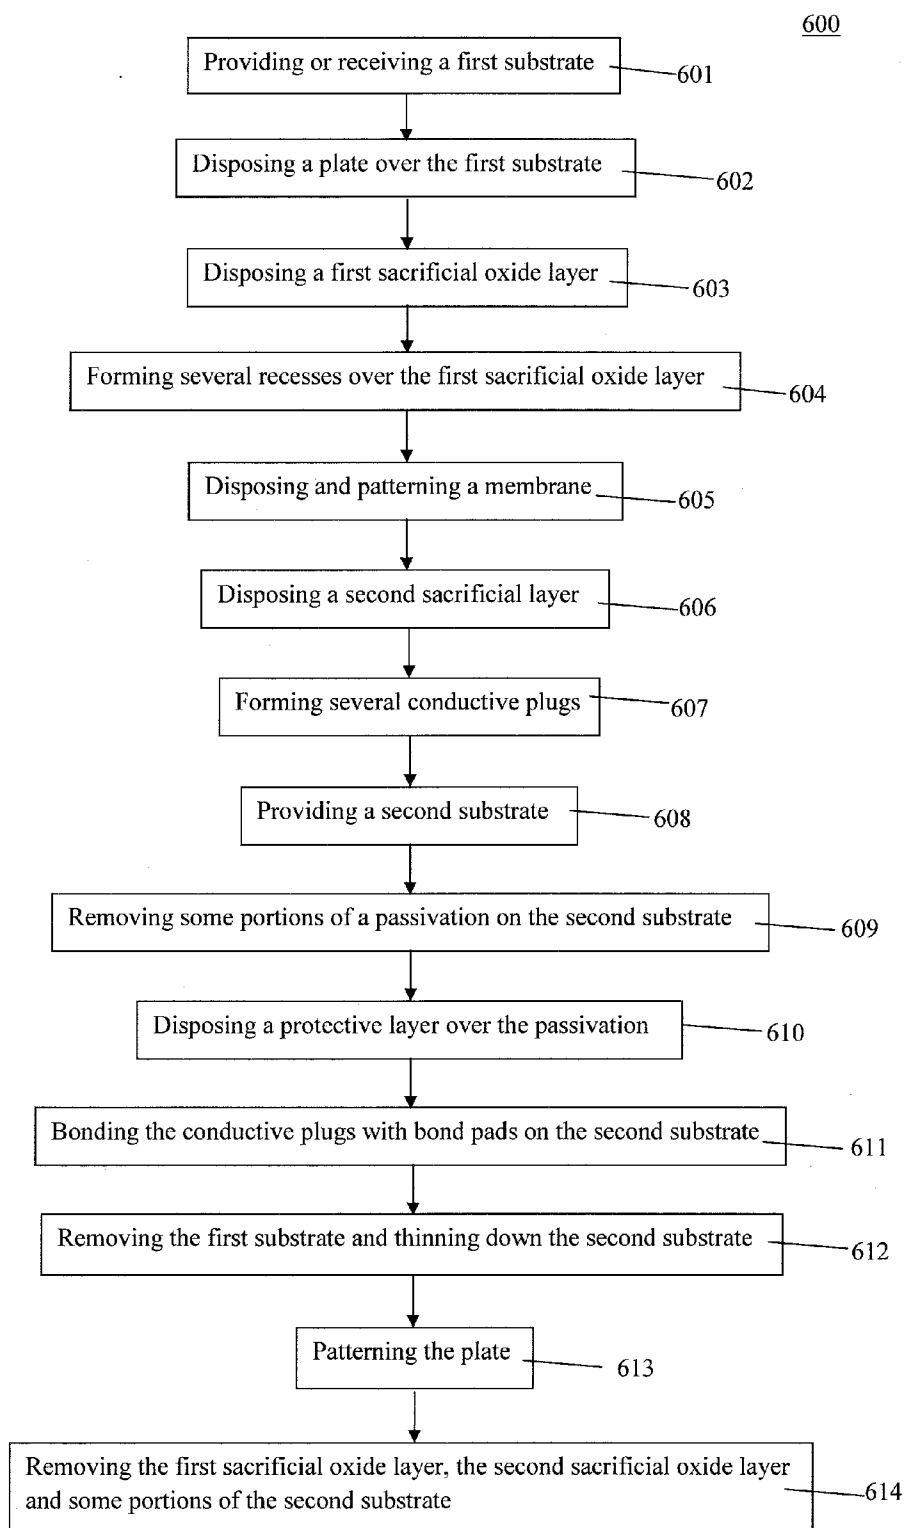 600
Providing or receiving a first substrate
601
Disposing a plate over the first substrate
602
Disposing a first sacrificial oxide layer
603
Forming several recesses over the first sacrificial oxide layer
604
Disposing and patterning a membrane
605
Disposing a second sacrificial layer
606
Forming several conductive plugs
607
Providing a second substrate
608
Removing some portions of a passivation on the second substrate
609
Disposing a protective layer over the passivation
610
Bonding the conductive plugs with bond pads on the second substrate
611
Removing the first substrate and thinning down the second substrate
612
Patterning the plate
613
Removing the first sacrificial oxide layer, the second sacrificial oxide layer
and some portions of the second substrate
614